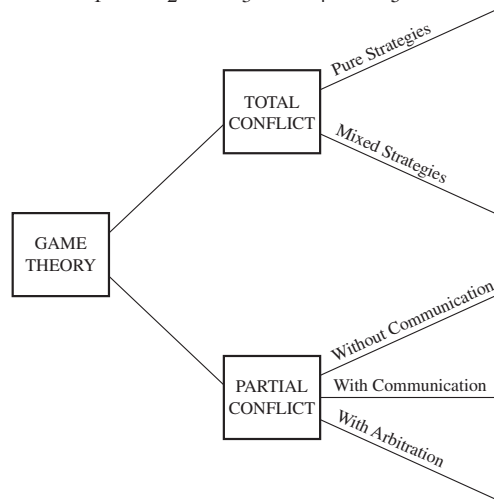 Pure Strategies
TOTAL
CONFLICT
Mixed Strategies
GAME
THEORY
Without Communication
PARTIAL
CONFLICT
With Communication
With Arbitration